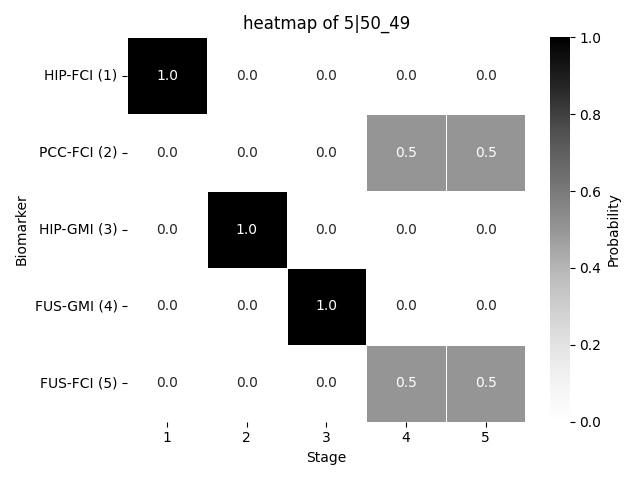 heatmap of 5|50_49
HIP-FCI (1) 1.0 0.0 0.0 0.0 0.0
PCC-FCI (2) 0.0 0.0 0.0 0.5 0.5
HIP-GMI (3) 0.0 1.0 0.0 0.0 0.0
FUS-GMI (4) 0.0 0.0 1.0 0.0 0.0
FUS-FCI (5) 0.0 0.0 0.0 0.5 0.5
1 2 3 4 5
Stage
Biomarker
1.0
0.8
0.6
0.4
0.2
0.0
Probability